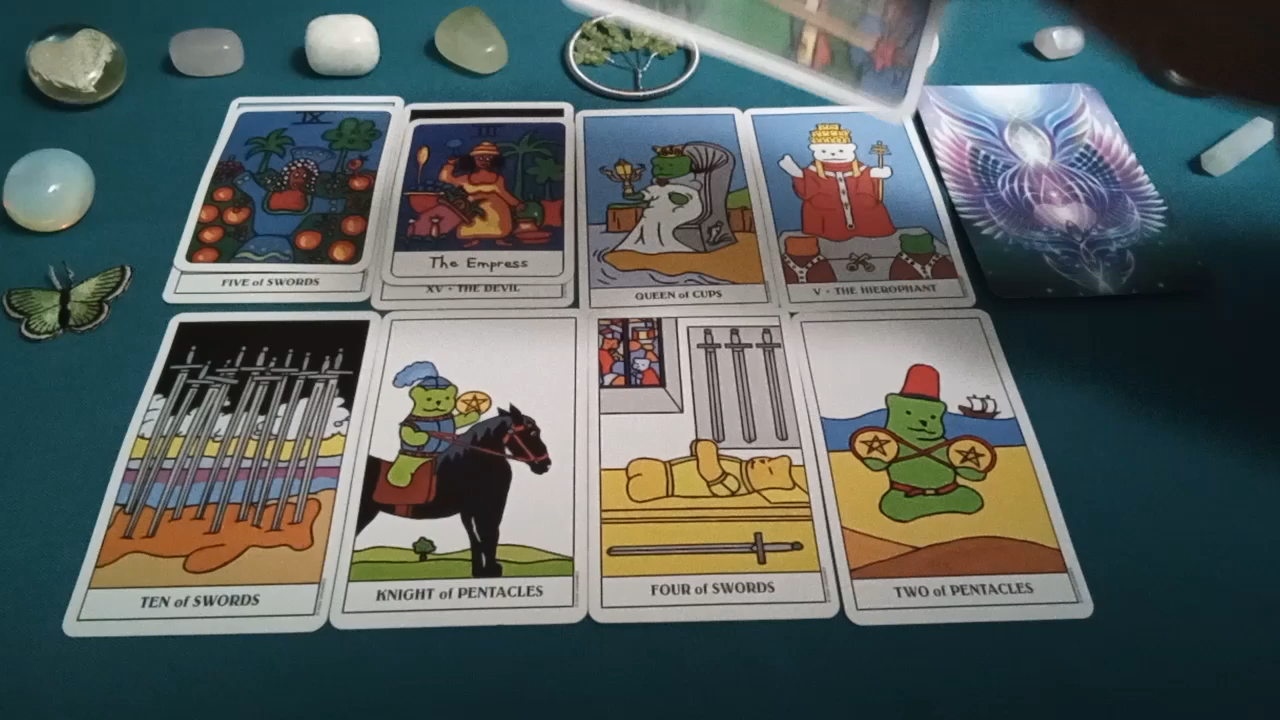 IX
FIVE of SWORDS
III
The Empress
XV • THE DEVIL
QUEEN of CUPS
V • THE HIEROPHANT
TEN of SWORDS
KNIGHT of PENTACLES
FOUR of SWORDS
TWO of PENTACLES